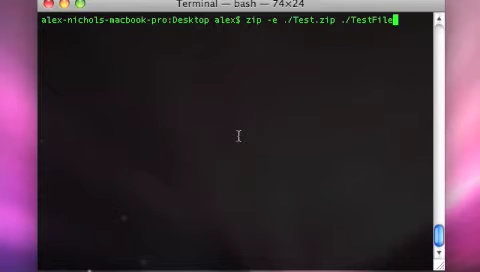 Terminal — bash — 74×24
alex-nichols-macbook-pro:Desktop alex$ zip -e ./Test.zip ./TestFile